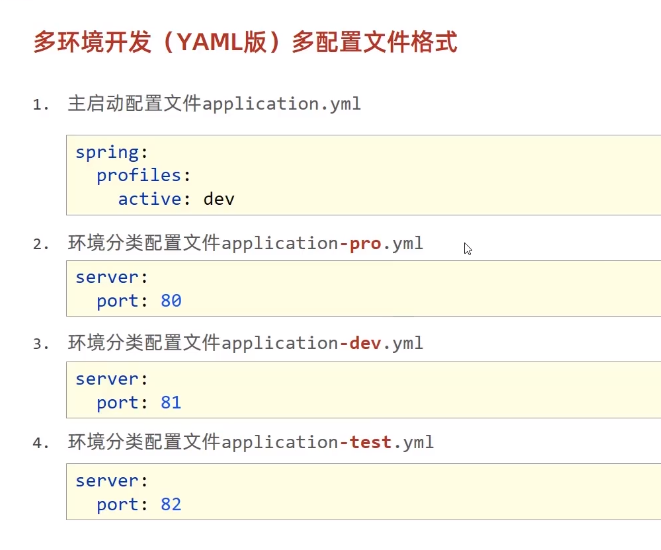 多环境开发（YAML版）多配置文件格式
1. 主启动配置文件application.yml
spring:
  profiles:
    active: dev
2. 环境分类配置文件application-pro.yml
server:
  port: 80
3. 环境分类配置文件application-dev.yml
server:
  port: 81
4. 环境分类配置文件application-test.yml
server:
  port: 82